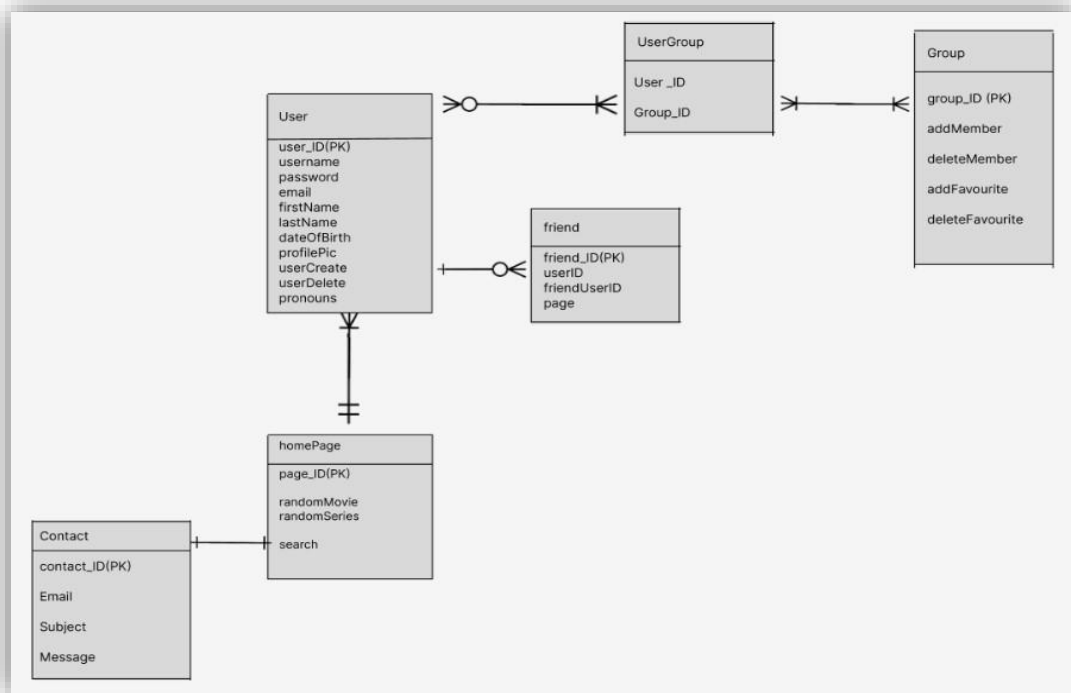 UserGroup
User _ID
Group_ID
Group
group_ID (PK)
addMember
deleteMember
addFavourite
deleteFavourite
User
user_ID(PK)
username
password
email
firstName
lastName
dateOfBirth
profilePic
userCreate
userDelete
pronouns
friend
friend_ID(PK)
userID
friendUserID
page
homePage
page_ID(PK)
randomMovie
randomSeries
search
Contact
contact_ID(PK)
Email
Subject
Message